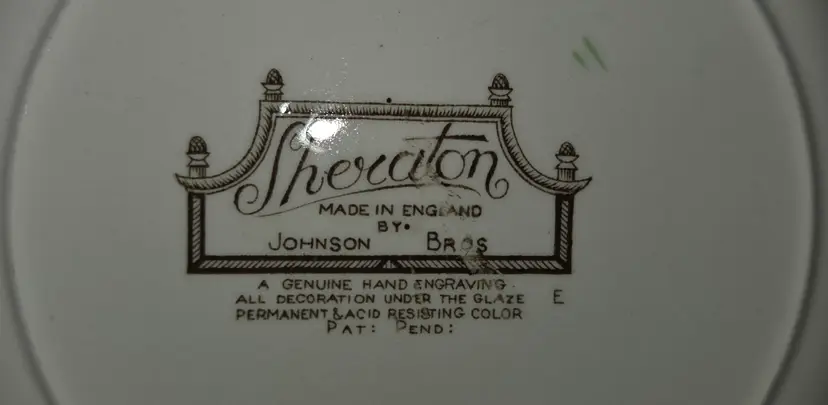 Sheraton
MADE IN ENGLAND
BY.
JOHNSON BROS
A GENUINE HAND ENGRAVING.
ALL DECORATION UNDER THE GLAZE
E
PERMANENT & ACID RESISTING COLOR
PAT: PEND: